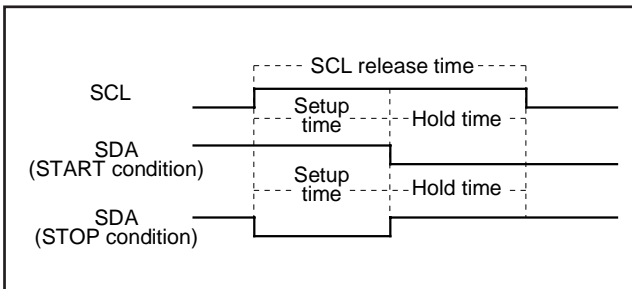 SCL release time
SCL
Setup
time
Hold time
SDA
(START condition)
Setup
time
Hold time
SDA
(STOP condition)